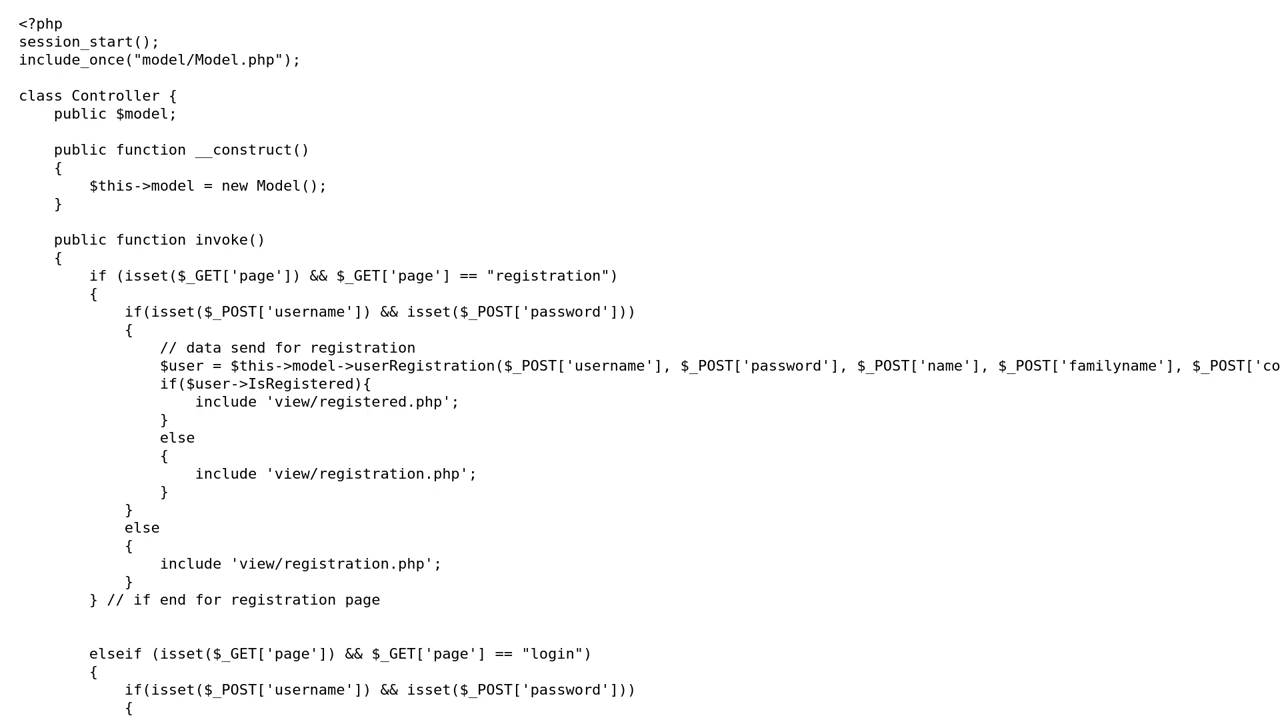 <?php
session_start();
include_once("model/Model.php");

class Controller {
    public $model;

    public function __construct()
    {
        $this->model = new Model();
    }

    public function invoke()
    {
        if (isset($_GET['page']) && $_GET['page'] == "registration")
        {
            if(isset($_POST['username']) && isset($_POST['password']))
            {
                // data send for registration
                $user = $this->model->userRegistration($_POST['username'], $_POST['password'], $_POST['name'], $_POST['familyname'], $_POST['co
                if($user->IsRegistered){
                    include 'view/registered.php';
                }
                else
                {
                    include 'view/registration.php';
                }
            }
            else
            {
                include 'view/registration.php';
            }
        } // if end for registration page


        elseif (isset($_GET['page']) && $_GET['page'] == "login")
        {
            if(isset($_POST['username']) && isset($_POST['password']))
            {